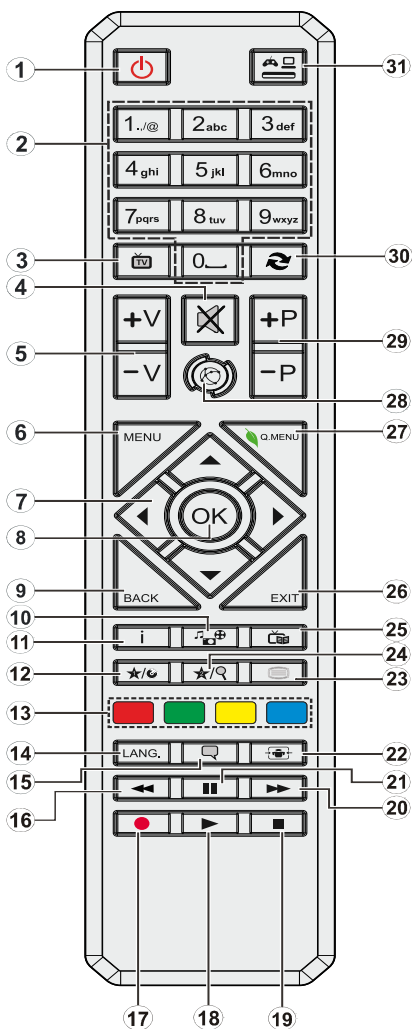 1
31
1./@
2abc
3def
2
4ghi
5jkl
6mno
7pqrs
8tuv
9wxyz
3
TV
0
30
4
+V
+P
5
29
-V
-P
28
6
MENU
Q.MENU
27
7
OK
8
9
BACK
EXIT
26
10
25
11
i
24
12
/
/
23
13
14
LANG.
22
15
21
16
20
17
18
19